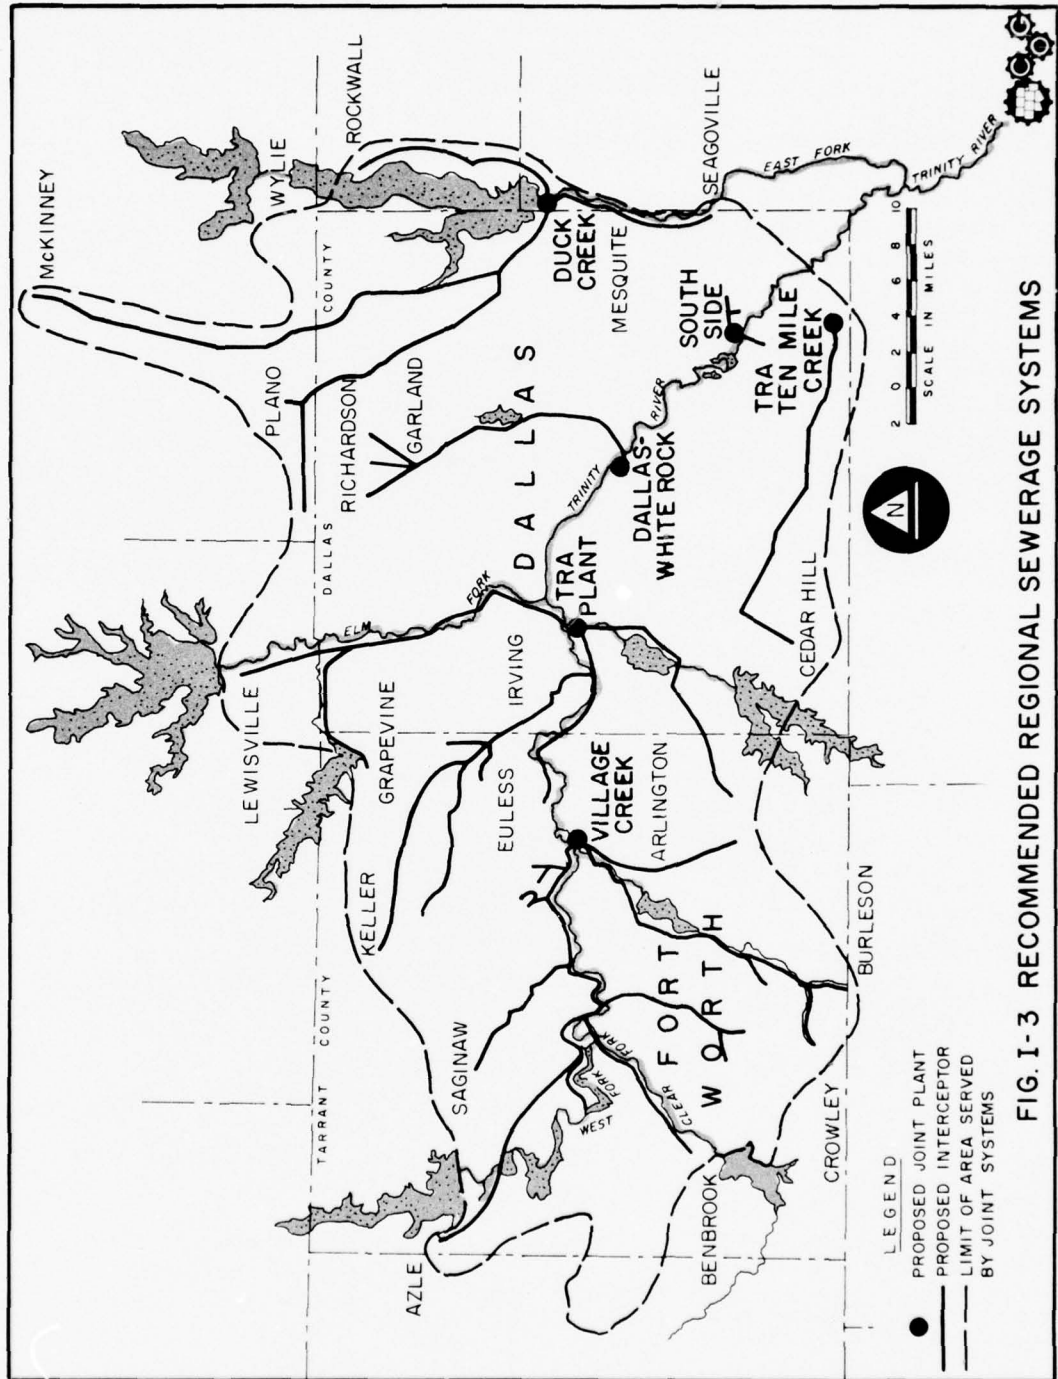 McKINNEY
WYLIE
ROCKWALL
COUNTY
PLANO
DALLAS
RICHARDSON
GARLAND
LEWISVILLE
ELM
FORK
GRAPEVINE
IRVING
KELLER
EULESS
COUNTY
TARRANT
SAGINAW
AZLE
DALLAS
DUCK
CREEK
MESQUITE
SEAGOVILLE
EAST FORK
TRINITY RIVER
SOUTH
SIDE
TRINITY
RIVER
TRA
TEN MILE
CREEK
DALLAS-
WHITE ROCK
TRA
PLANT
CEDAR HILL
VILLAGE
CREEK
ARLINGTON
FORT
WORTH
WEST
FORK
CLEAR
FORK
BENBROOK
CROWLEY
BURLESON
N
2 0 2 4 6 8 10
SCALE IN MILES
LEGEND
PROPOSED JOINT PLANT
PROPOSED INTERCEPTOR
LIMIT OF AREA SERVED
BY JOINT SYSTEMS
FIG. I-3 RECOMMENDED REGIONAL SEWERAGE SYSTEMS